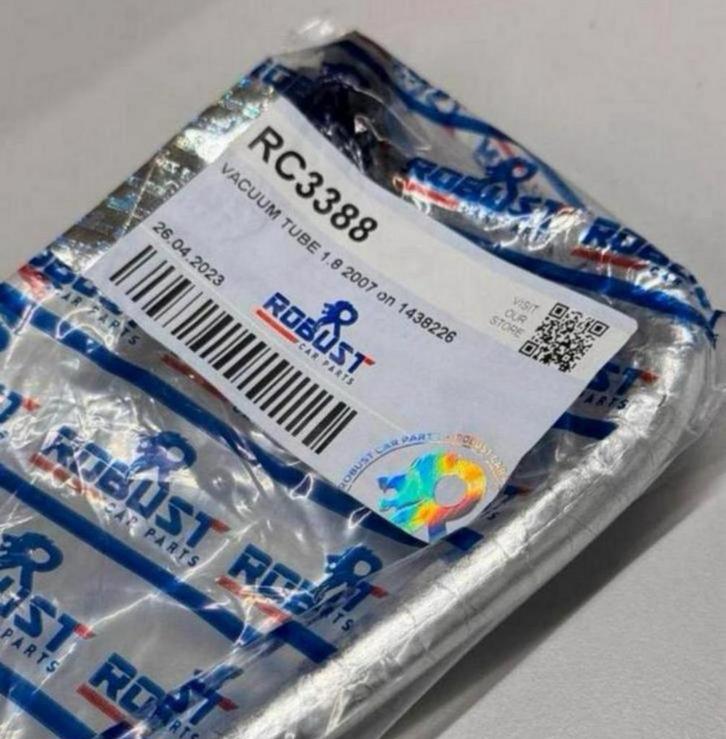 RC3388
VACUUM TUBE 1.8 2007 on 1438226
26.04.2023
VISIT
OUR
STORE
ROBUST
CAR PARTS
ROBUST CAR PARTS
ROBUST
ROBUST
CAR PARTS
ROBUST
ROBUST
CAR PARTS